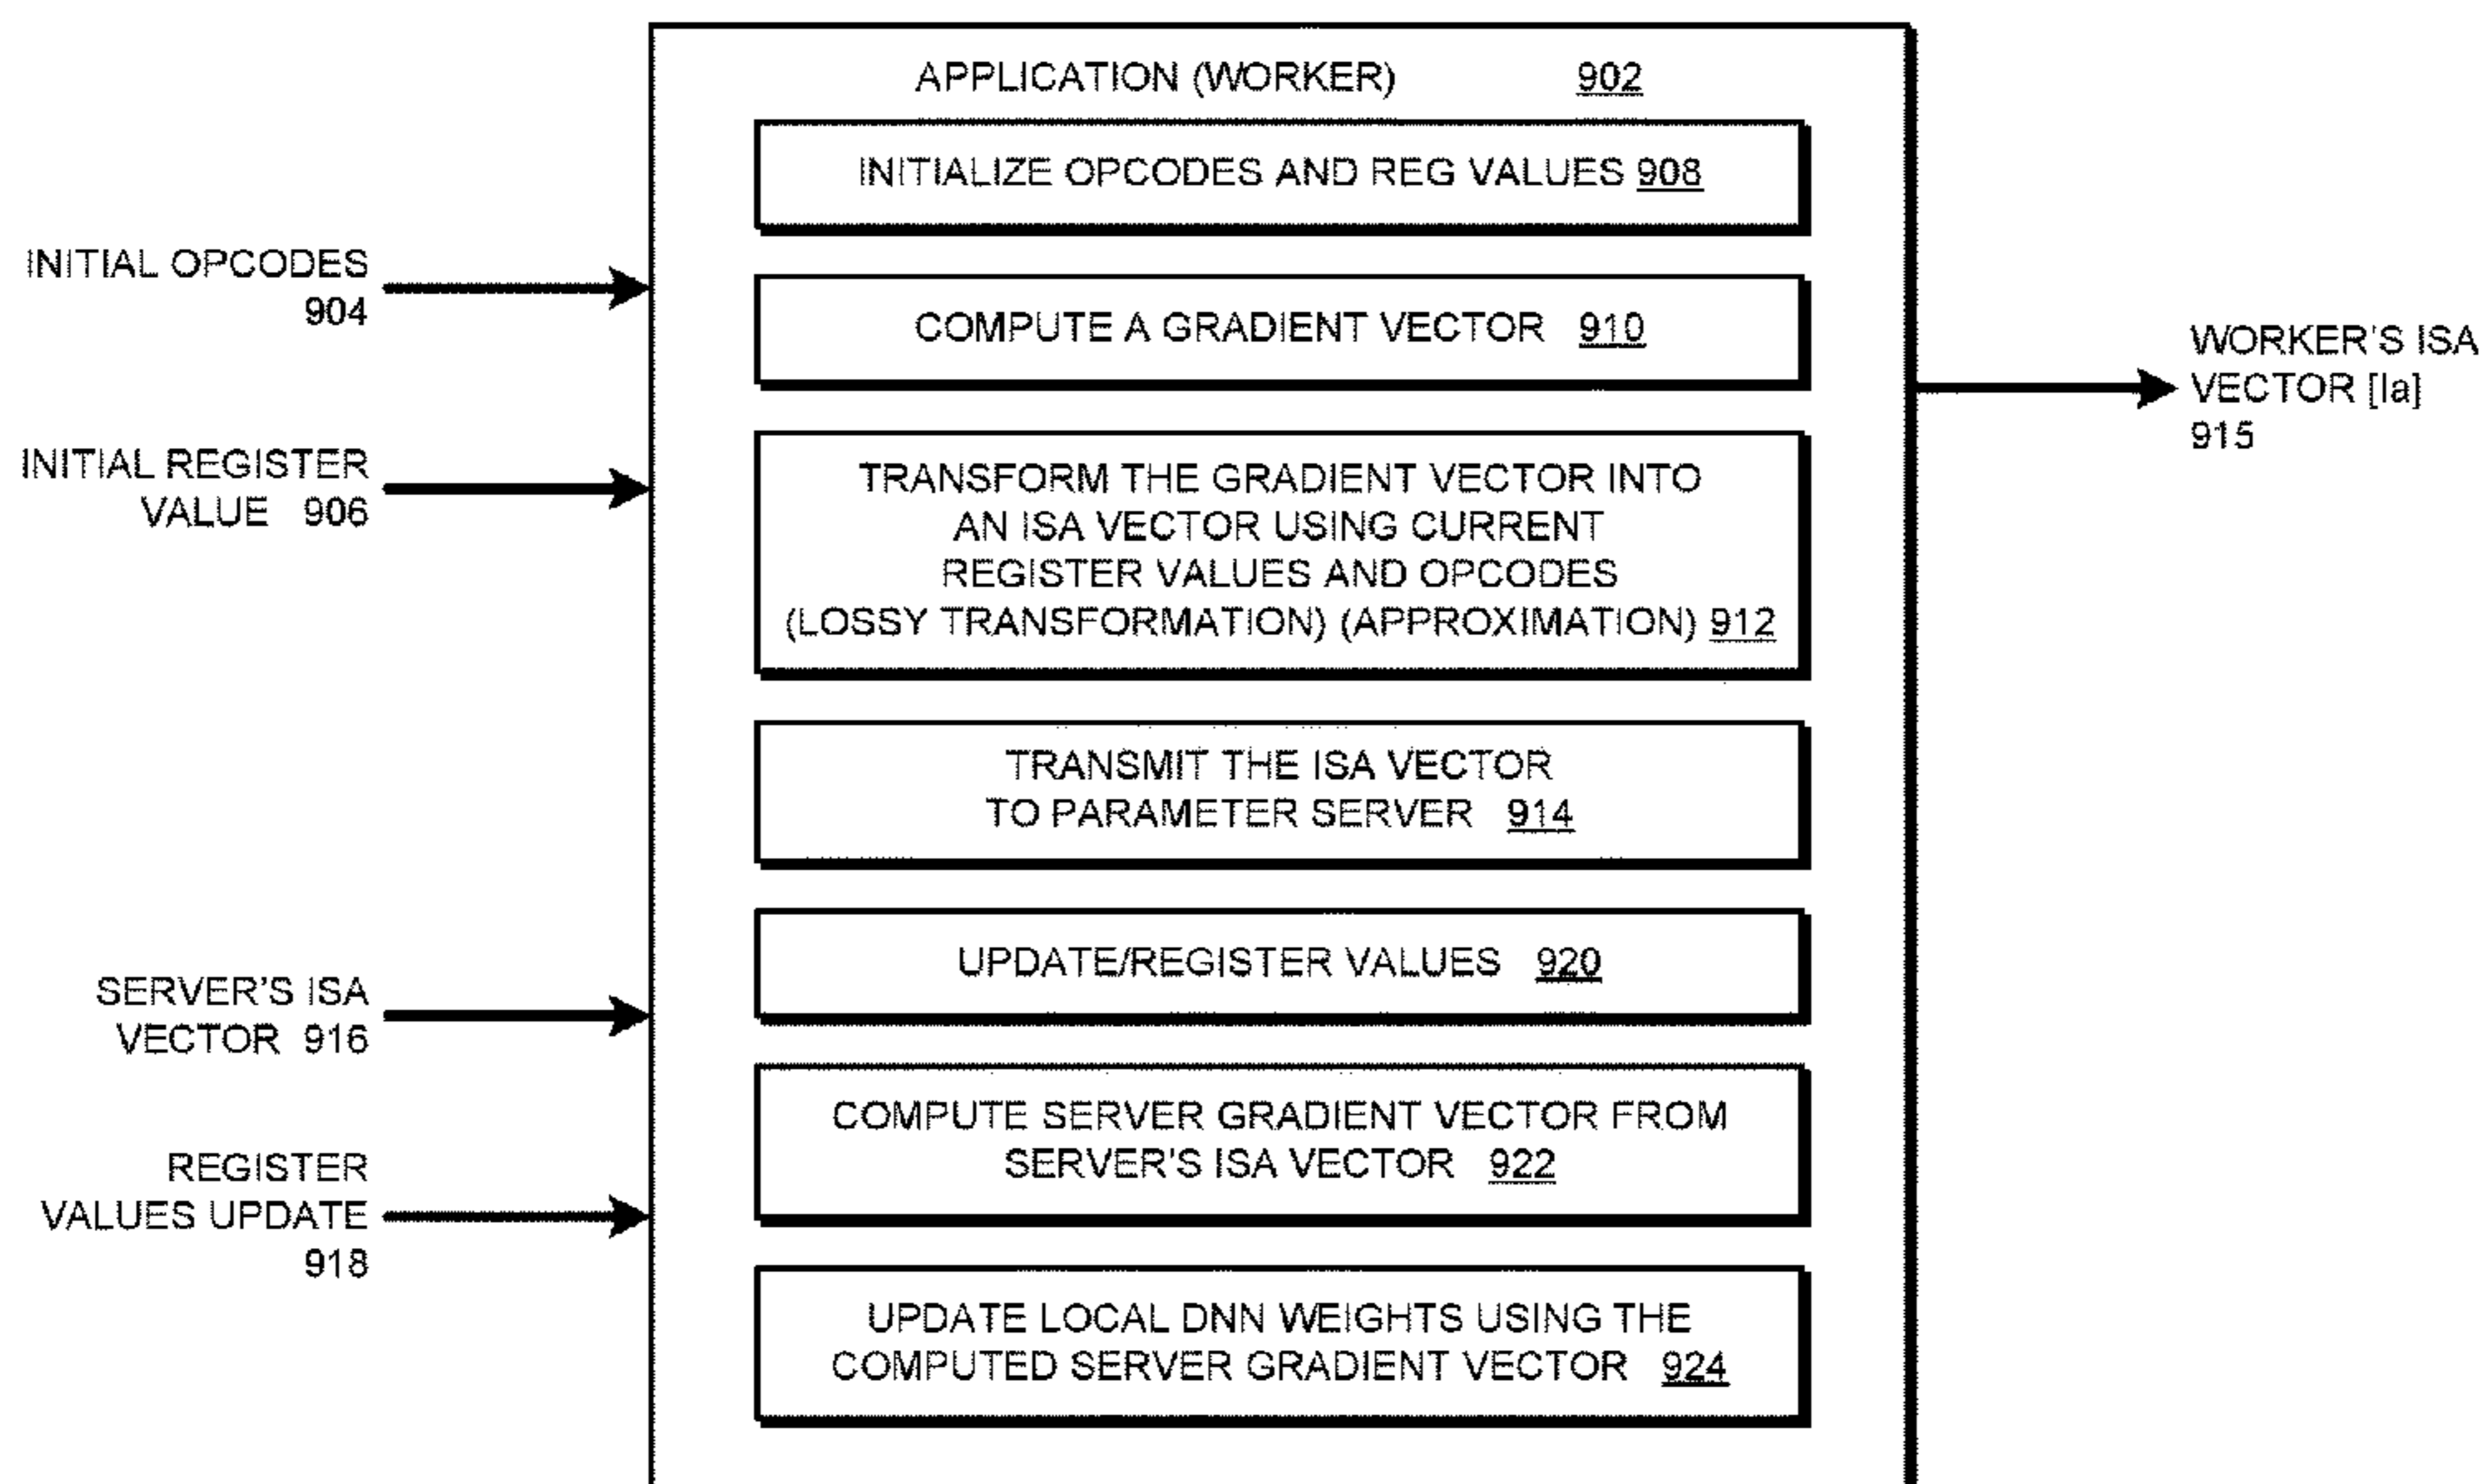 APPLICATION (WORKER) 902
INITIALIZE OPCODES AND REG VALUES 908
INITIAL OPCODES
904
COMPUTE A GRADIENT VECTOR 910
WORKER'S ISA
VECTOR [Ia]
915
INITIAL REGISTER
VALUE 906
TRANSFORM THE GRADIENT VECTOR INTO
AN ISA VECTOR USING CURRENT
REGISTER VALUES AND OPCODES
(LOSSY TRANSFORMATION) (APPROXIMATION) 912
TRANSMIT THE ISA VECTOR
TO PARAMETER SERVER 914
UPDATE/REGISTER VALUES 920
SERVER'S ISA
VECTOR 916
COMPUTE SERVER GRADIENT VECTOR FROM
SERVER'S ISA VECTOR 922
REGISTER
VALUES UPDATE
918
UPDATE LOCAL DNN WEIGHTS USING THE
COMPUTED SERVER GRADIENT VECTOR 924